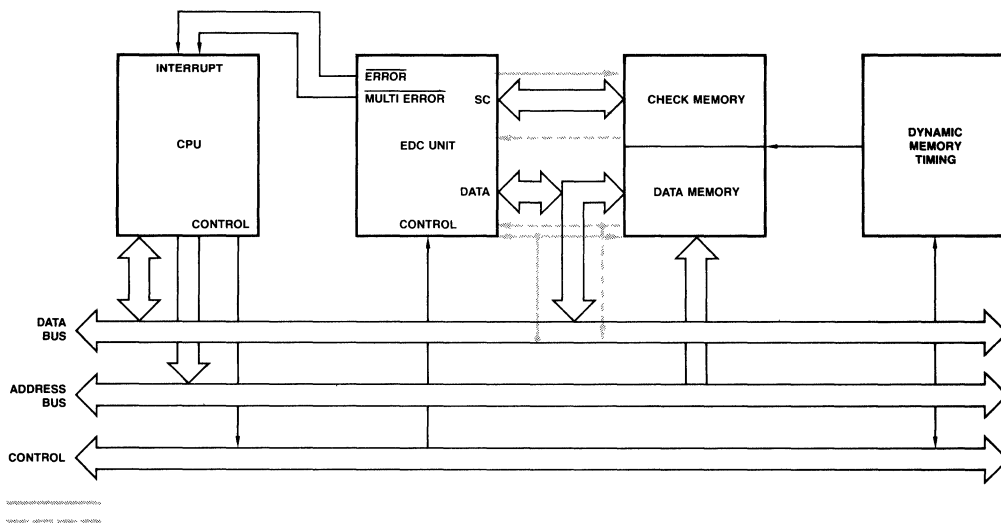 INTERRUPT
CPU
CONTROL
ERROR
MULTI ERROR
SC
EDC UNIT
DATA
CONTROL
CHECK MEMORY
DATA MEMORY
DYNAMIC
MEMORY
TIMING
DATA
BUS
ADDRESS
BUS
CONTROL